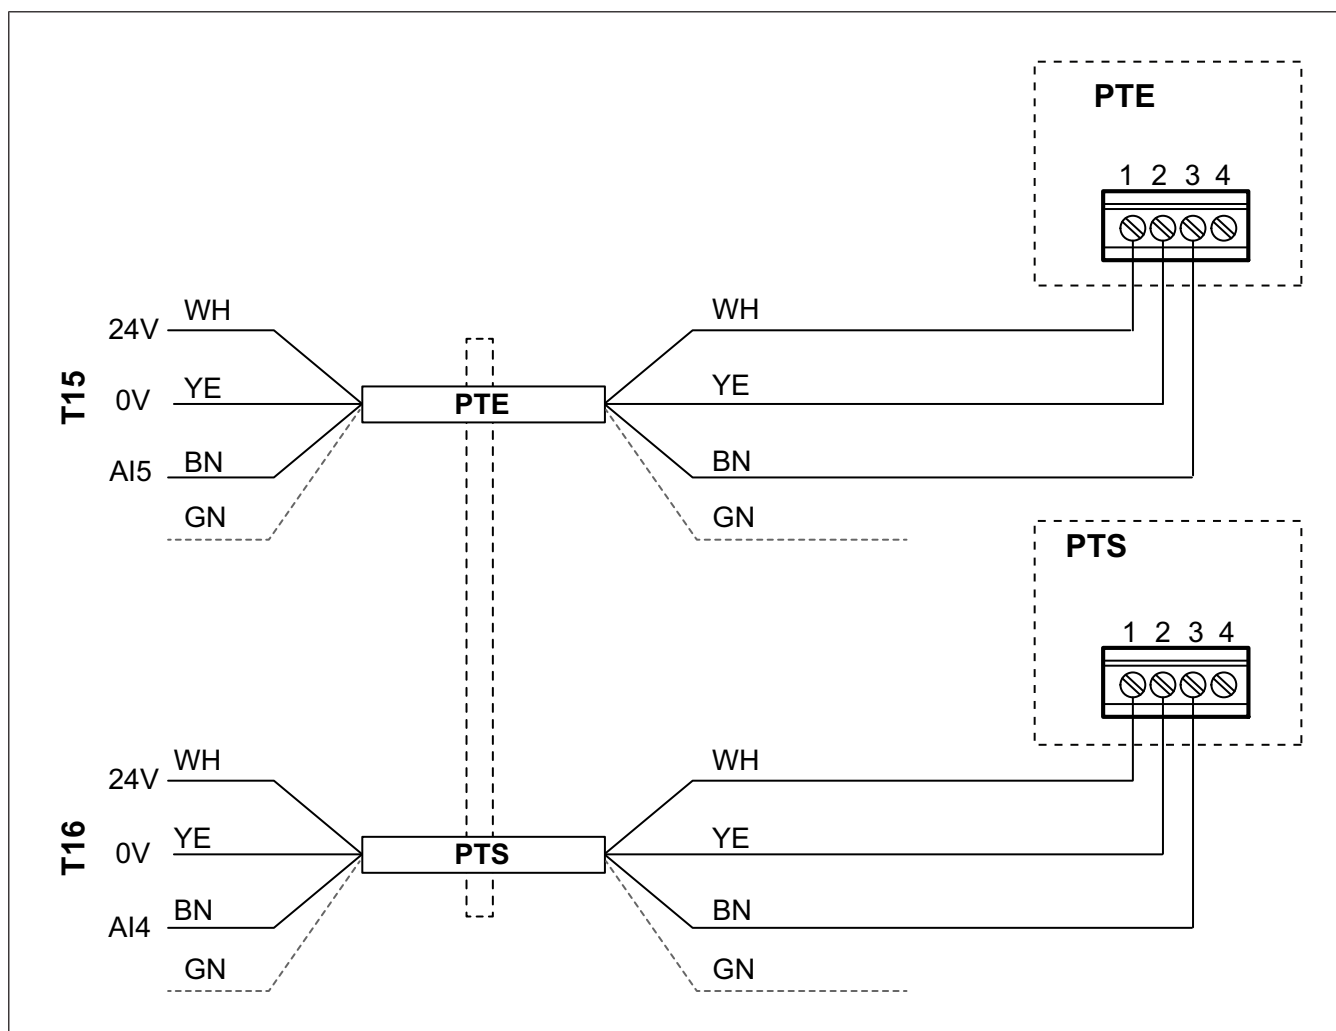 PTE
1 2 3 4
WH WH
24V
T15
YE YE
0V
PTE
BN BN
AI5
GN GN
PTS
1 2 3 4
WH WH
24V
T16
YE YE
0V
PTS
BN BN
AI4
GN GN